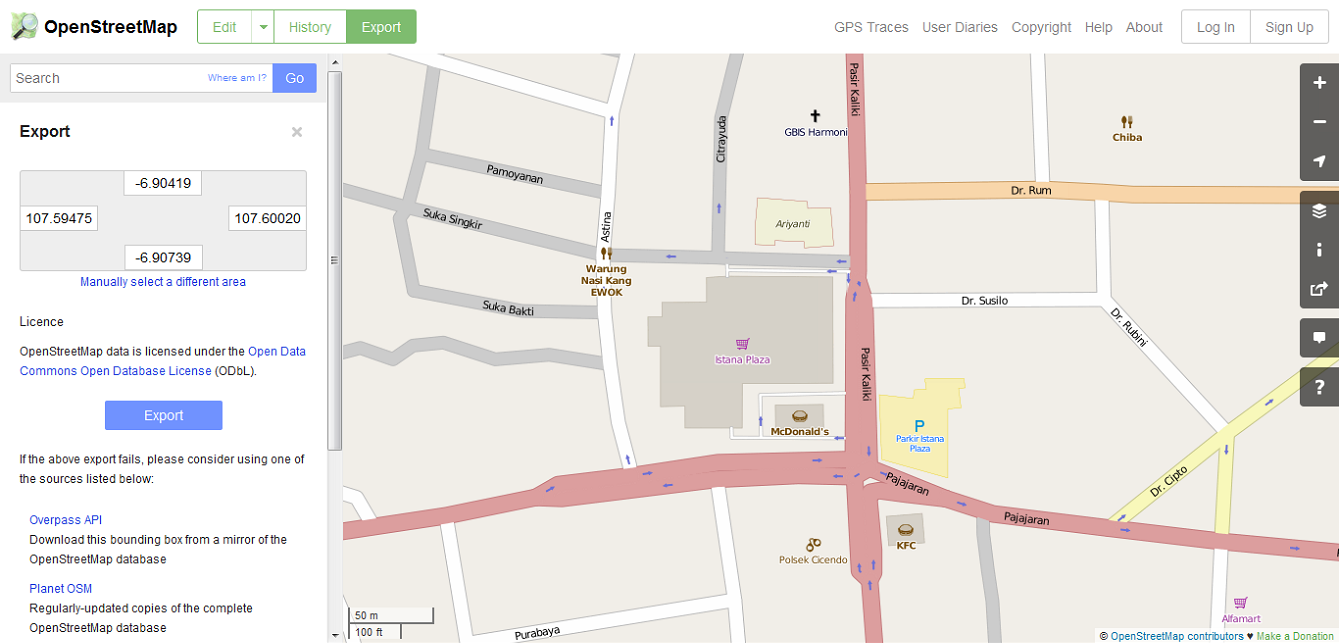 OpenStreetMap
Edit
History
Export
GPS Traces
User Diaries
Copyright
Help
About
Log In
Sign Up
Search
Where am I?
Go
Export
×
-6.90419
107.59475
107.60020
-6.90739
Manually select a different area
Licence
OpenStreetMap data is licensed under the Open Data
Commons Open Database License (ODbL).
Export
If the above export fails, please consider using one of
the sources listed below:
Overpass API
Download this bounding box from a mirror of the
OpenStreetMap database
Planet OSM
Regularly-updated copies of the complete
OpenStreetMap database
Pasir Kaliki
GBIS Harmoni
Chiba
Citrayuda
Pamoyanan
Dr. Rum
Suka Singkir
Astina
Ariyanti
Warung
Nasi Kang
EWOK
Suka Bakti
Dr. Susilo
Dr. Rubini
Istana Plaza
Pasir Kaliki
McDonald's
P
Parkir Istana
Plaza
Dr. Cipto
Pajajaran
Pajajaran
KFC
Polsek Cicendo
Alfamart
Purabaya
50 m
100 ft
+
−
i
?
© OpenStreetMap contributors ♥ Make a Donation